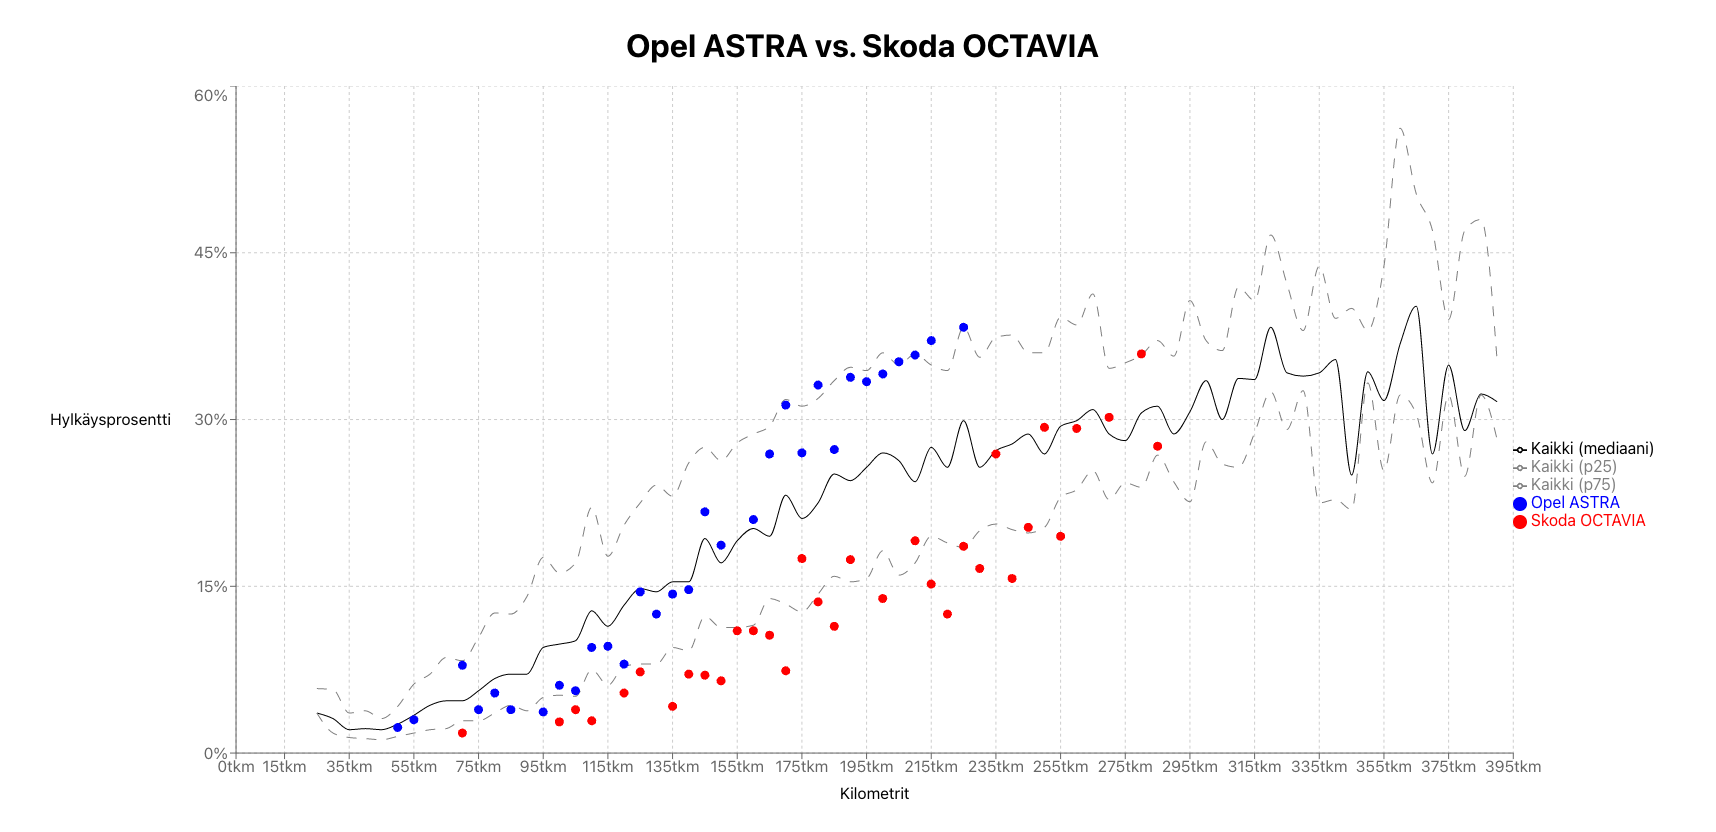 Opel ASTRA vs. Skoda OCTAVIA
60%
45%
30%
15%
0%
Hylkäysprosentti
0tkm 15tkm 35tkm 55tkm 75tkm 95tkm 115tkm 135tkm 155tkm 175tkm 195tkm 215tkm 235tkm 255tkm 275tkm 295tkm 315tkm 335tkm 355tkm 375tkm 395tkm
Kilometrit
Kaikki (mediaani)
Kaikki (p25)
Kaikki (p75)
Opel ASTRA
Skoda OCTAVIA